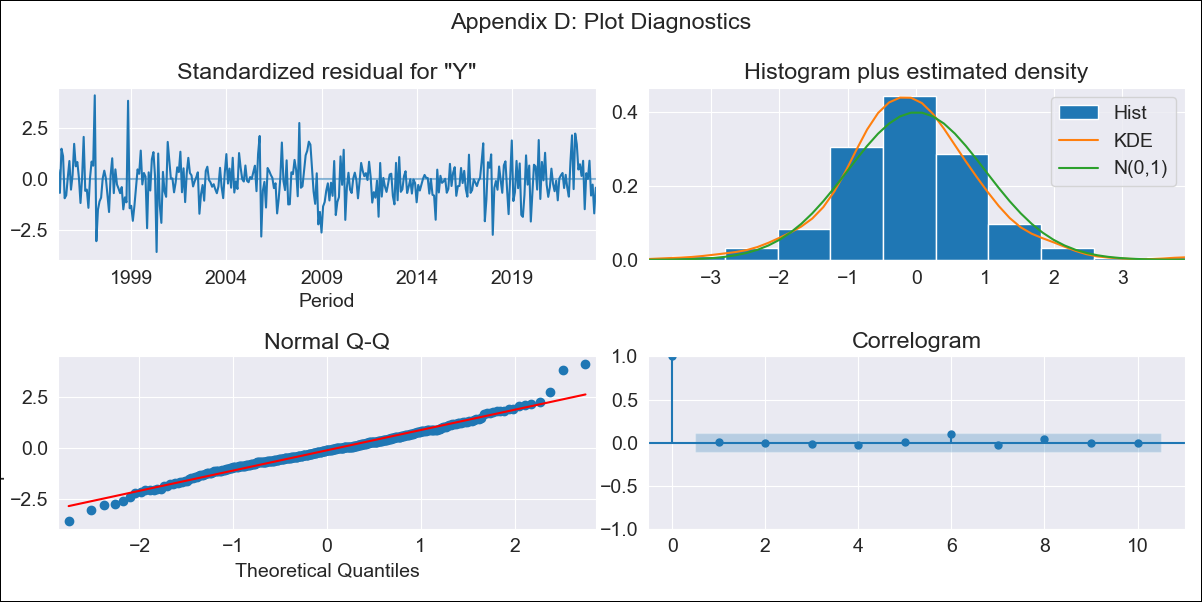 Appendix D: Plot Diagnostics
Standardized residual for "Y"
2.5
0.0
−2.5
1999 2004 2009 2014 2019
Period
Histogram plus estimated density
0.4
0.2
0.0
Hist
KDE
N(0,1)
−3 −2 −1 0 1 2 3
Normal Q-Q
2.5
0.0
−2.5
−2 −1 0 1 2
Theoretical Quantiles
Correlogram
1.0
0.5
0.0
−0.5
−1.0
0 2 4 6 8 10